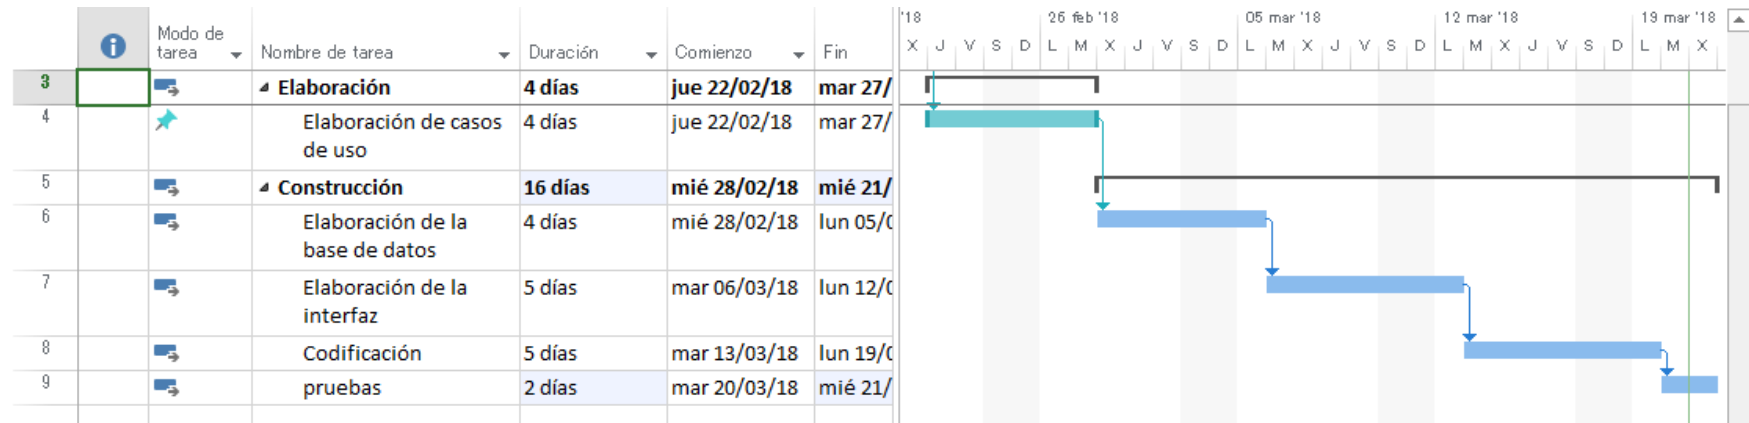 '18 26 feb '18 05 mar '18 12 mar '18 19 mar '18
Modo de
tarea Nombre de tarea Duración Comienzo Fin X J V S D L M X J V S D L M X J V S D L M X J V S D L M X
3 Elaboración 4 días jue 22/02/18 mar 27/
4 Elaboración de casos 4 días jue 22/02/18 mar 27/
de uso
5 Construcción 16 días mié 28/02/18 mié 21/
6 Elaboración de la 4 días mié 28/02/18 lun 05/0
base de datos
7 Elaboración de la 5 días mar 06/03/18 lun 12/0
interfaz
8 Codificación 5 días mar 13/03/18 lun 19/0
9 pruebas 2 días mar 20/03/18 mié 21/